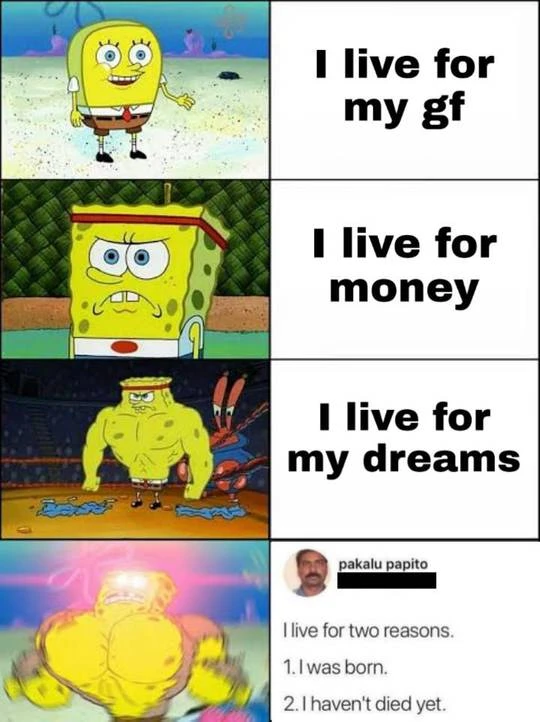 I live for
my gf
I live for
money
I live for
my dreams
pakalu papito
I live for two reasons.
1. I was born.
2. I haven't died yet.